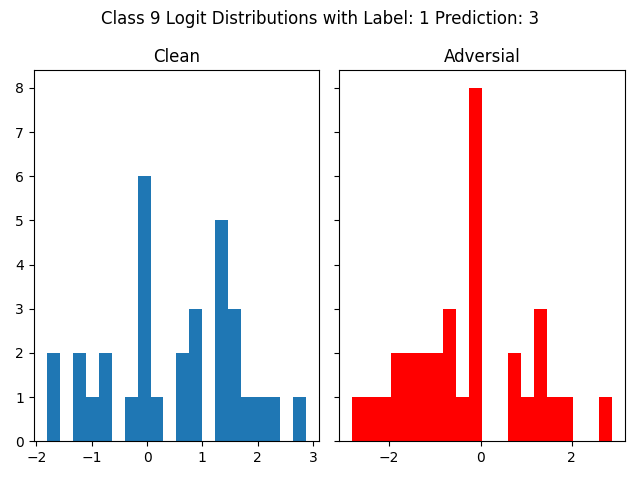 Class 9 Logit Distributions with Label: 1 Prediction: 3
Clean
Adversial
8
7
6
5
4
3
2
1
0
−2 −1 0 1 2 3
−2 0 2